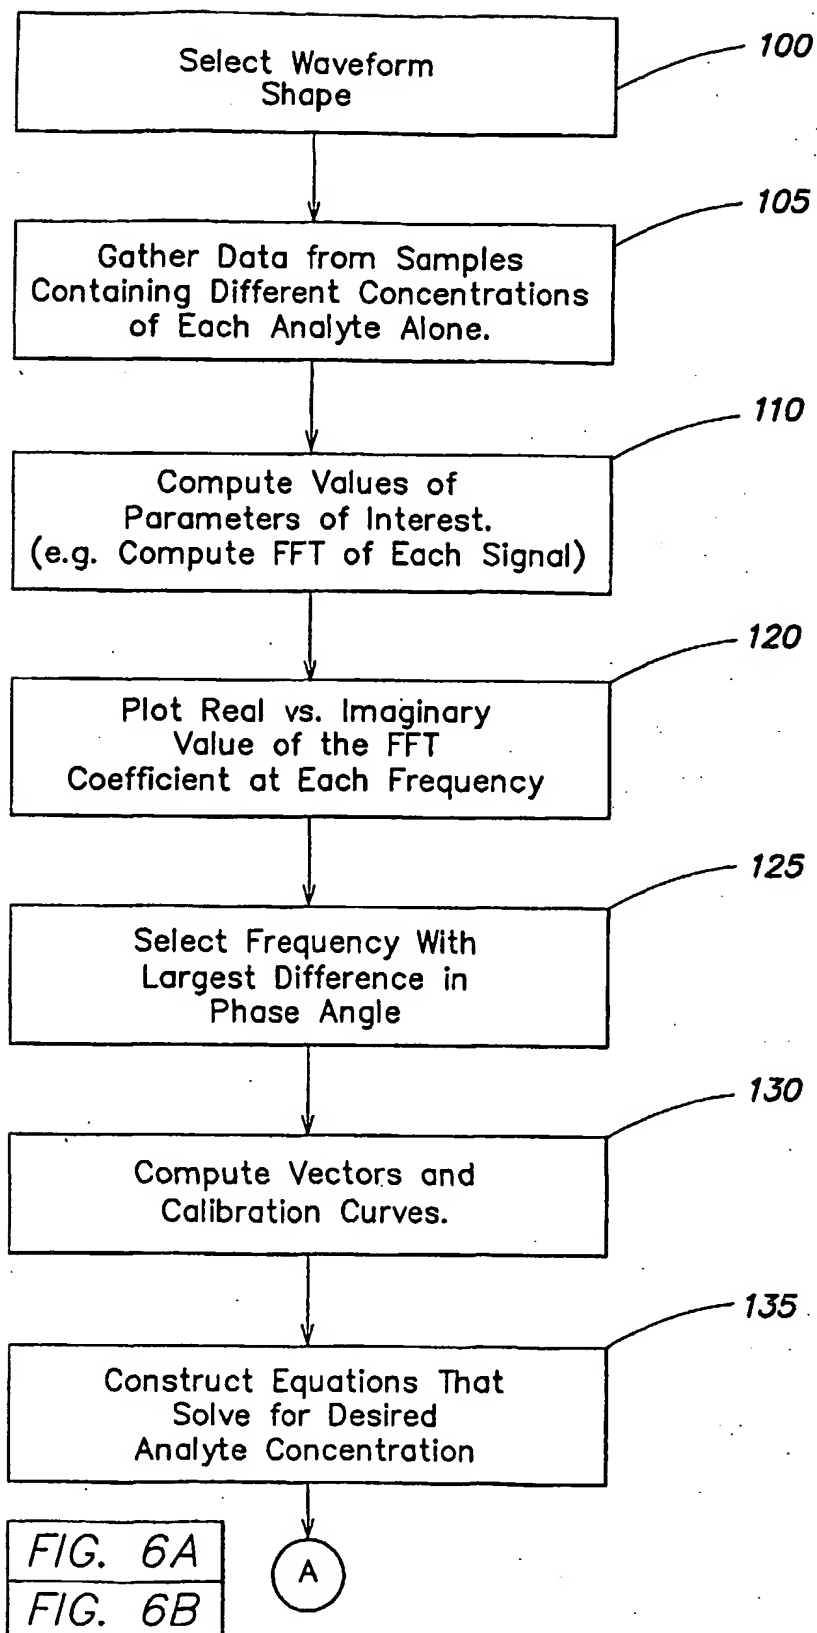 Select Waveform
Shape
100
Gather Data from Samples
Containing Different Concentrations
of Each Analyte Alone.
105
Compute Values of
Parameters of Interest.
(e.g. Compute FFT of Each Signal)
110
Plot Real vs. Imaginary
Value of the FFT
Coefficient at Each Frequency
120
Select Frequency With
Largest Difference in
Phase Angle
125
Compute Vectors and
Calibration Curves.
130
Construct Equations That
Solve for Desired
Analyte Concentration
135
A
FIG. 6A
FIG. 6B